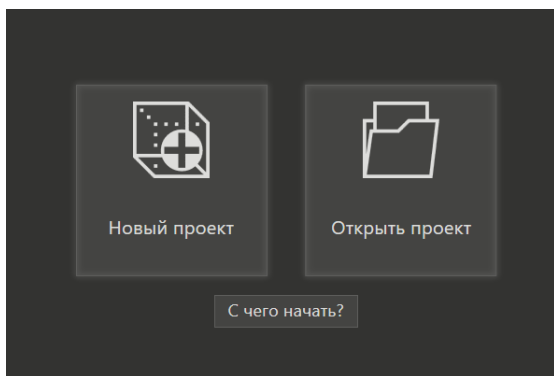 Новый проект
Открыть проект
С чего начать?